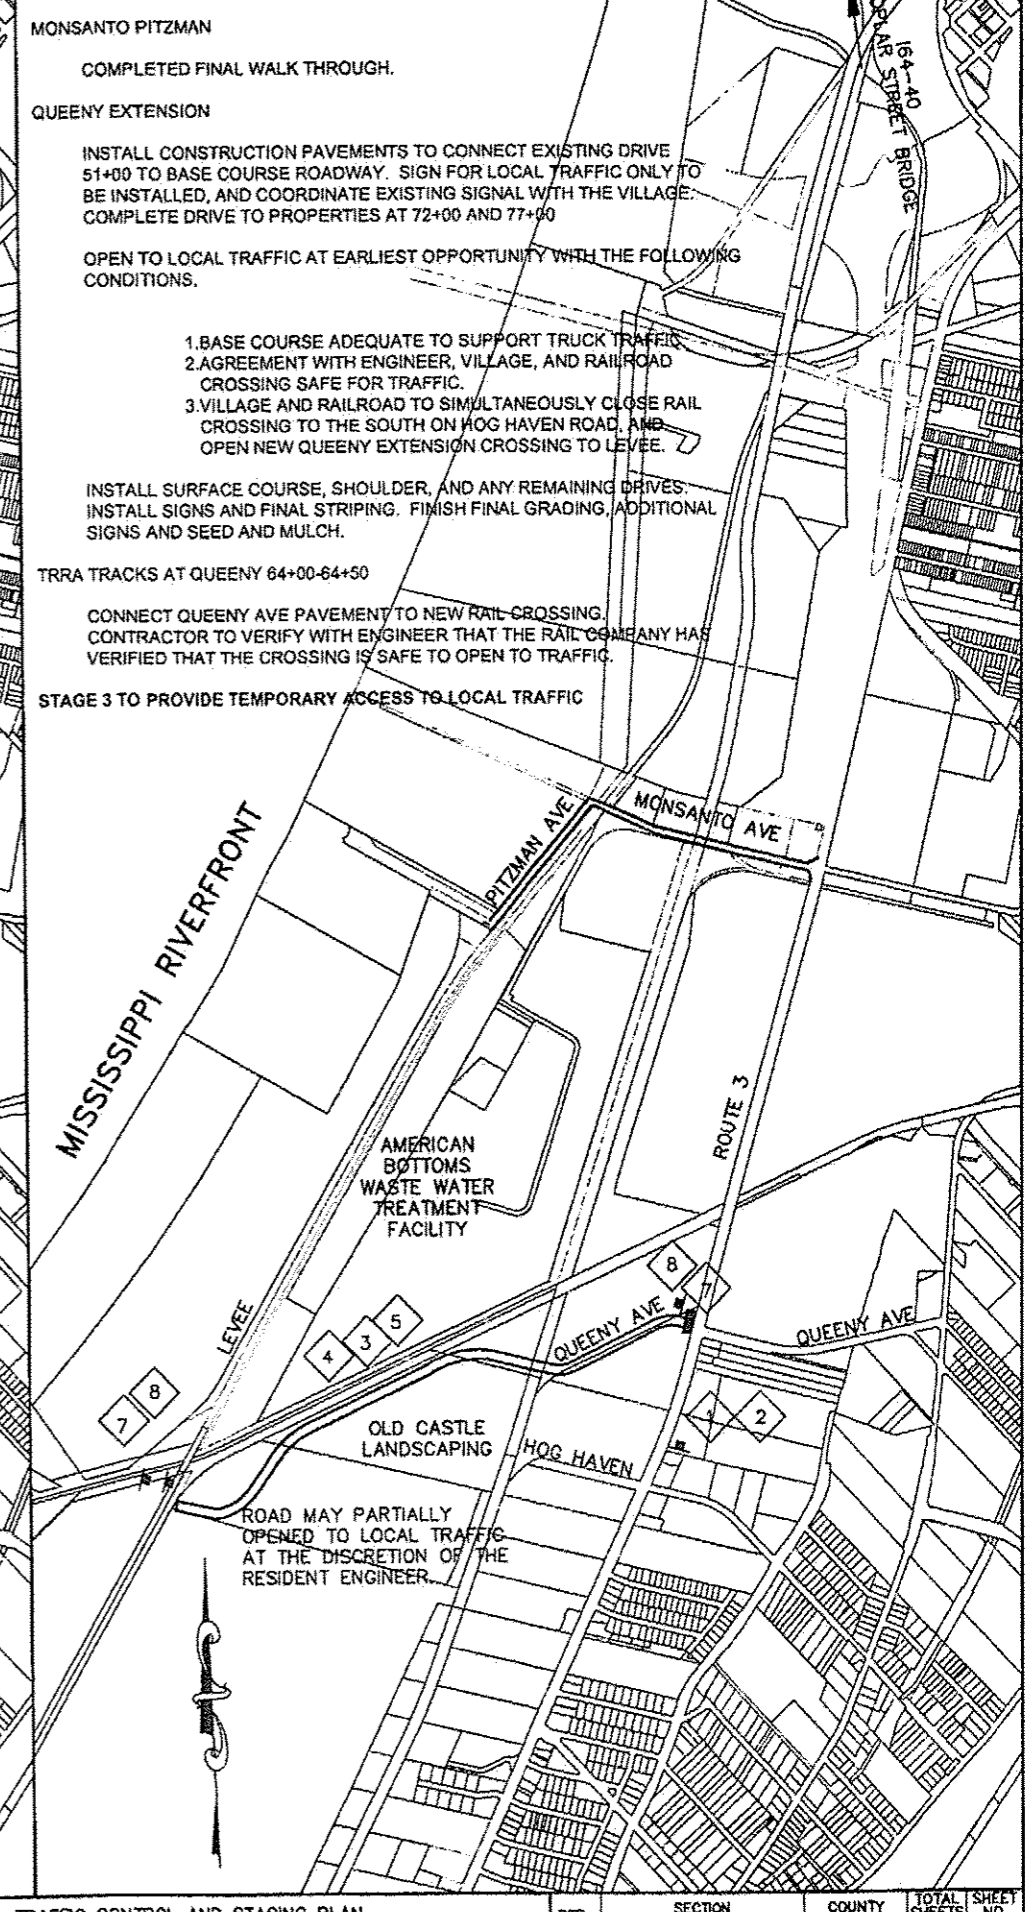 MONSANTO PITZMAN
COMPLETED FINAL WALK THROUGH.
QUEENY EXTENSION
INSTALL CONSTRUCTION PAVEMENTS TO CONNECT EXISTING DRIVE
51+00 TO BASE COURSE ROADWAY. SIGN FOR LOCAL TRAFFIC ONLY TO
BE INSTALLED, AND COORDINATE EXISTING SIGNAL WITH THE VILLAGE.
COMPLETE DRIVE TO PROPERTIES AT 72+00 AND 77+00
OPEN TO LOCAL TRAFFIC AT EARLIEST OPPORTUNITY WITH THE FOLLOWING
CONDITIONS.
1.BASE COURSE ADEQUATE TO SUPPORT TRUCK TRAFFIC
2.AGREEMENT WITH ENGINEER, VILLAGE, AND RAILROAD
CROSSING SAFE FOR TRAFFIC.
3.VILLAGE AND RAILROAD TO SIMULTANEOUSLY CLOSE RAIL
CROSSING TO THE SOUTH ON HOG HAVEN ROAD, AND
OPEN NEW QUEENY EXTENSION CROSSING TO LEVEE.
INSTALL SURFACE COURSE, SHOULDER, AND ANY REMAINING DRIVES.
INSTALL SIGNS AND FINAL STRIPING. FINISH FINAL GRADING, ADDITIONAL
SIGNS AND SEED AND MULCH.
TRRA TRACKS AT QUEENY 64+00-64+50
CONNECT QUEENY AVE PAVEMENT TO NEW RAIL CROSSING.
CONTRACTOR TO VERIFY WITH ENGINEER THAT THE RAIL COMPANY HAS
VERIFIED THAT THE CROSSING IS SAFE TO OPEN TO TRAFFIC.
STAGE 3 TO PROVIDE TEMPORARY ACCESS TO LOCAL TRAFFIC
I64-40
POPLAR STREET BRIDGE
PITZMAN AVE
MONSANTO AVE
MISSISSIPPI RIVERFRONT
ROUTE 3
AMERICAN
BOTTOMS
WASTE WATER
TREATMENT
FACILITY
LEVEE
8
7
QUEENY AVE
QUEENY AVE
4
3
5
7
8
1
2
OLD CASTLE
LANDSCAPING
HOG HAVEN
ROAD MAY PARTIALLY
OPENED TO LOCAL TRAFFIC
AT THE DISCRETION OF THE
RESIDENT ENGINEER.
TRAFFIC CONTROL AND STAGING PLAN
SECTION
COUNTY
TOTAL
SHEETS
SHEET
NO.